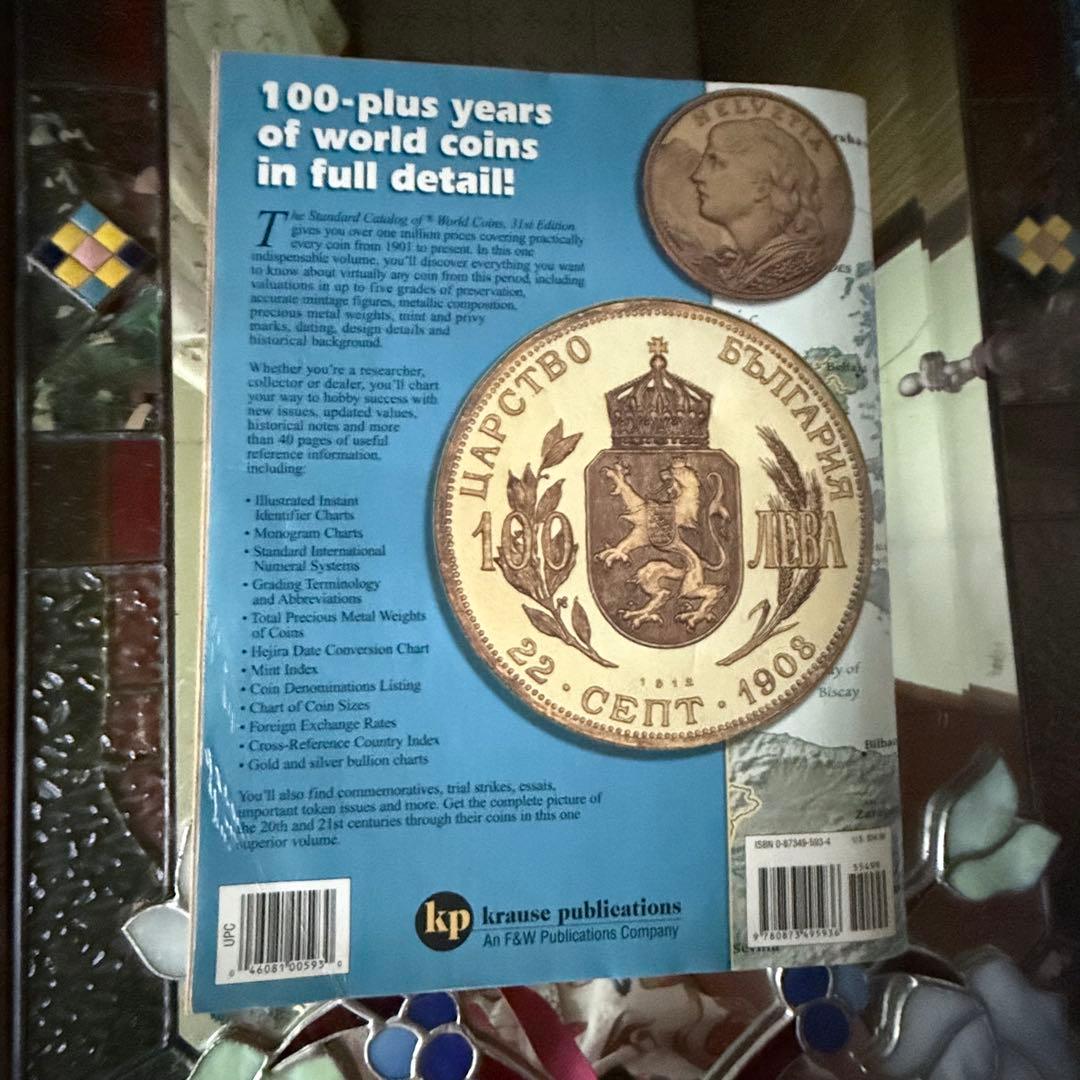 100-plus years
of world coins
in full detail!
The Standard Catalog of ® World Coins, 31st Edition
gives you over one million prices covering practically
every coin from 1901 to present. In this one
indispensable volume, you'll discover everything you want
to know about virtually any coin from this period, including
valuations in up to five grades of preservation,
accurate mintage figures, metallic composition,
precious metal weights, mint and privy
marks, dating, design details and
historical background.
Whether you're a researcher,
collector or dealer, you'll chart
your way to hobby success with
new issues, updated values,
historical notes and more
than 40 pages of useful
reference information,
including:
• Illustrated Instant
Identifier Charts
• Monogram Charts
• Standard International
Numeral Systems
• Grading Terminology
and Abbreviations
• Total Precious Metal Weights
of Coins
• Hejira Date Conversion Chart
• Mint Index
• Coin Denominations Listing
• Chart of Coin Sizes
• Foreign Exchange Rates
• Cross-Reference Country Index
• Gold and silver bullion charts
You'll also find commemoratives, trial strikes, essais,
important token issues and more. Get the complete picture of
the 20th and 21st centuries through their coins in this one
superior volume.
HELVETIA
ЦАРСТВО БЪЛГАРИЯ
100 ЛЕВА
1912
22 · СЕПТ · 1908
Belfast
Biscay
Bilbao
kp krause publications
An F&W Publications Company
UPC
0 46081 00593 0
ISBN 0-87349-593-4
55499
9 780873 495936